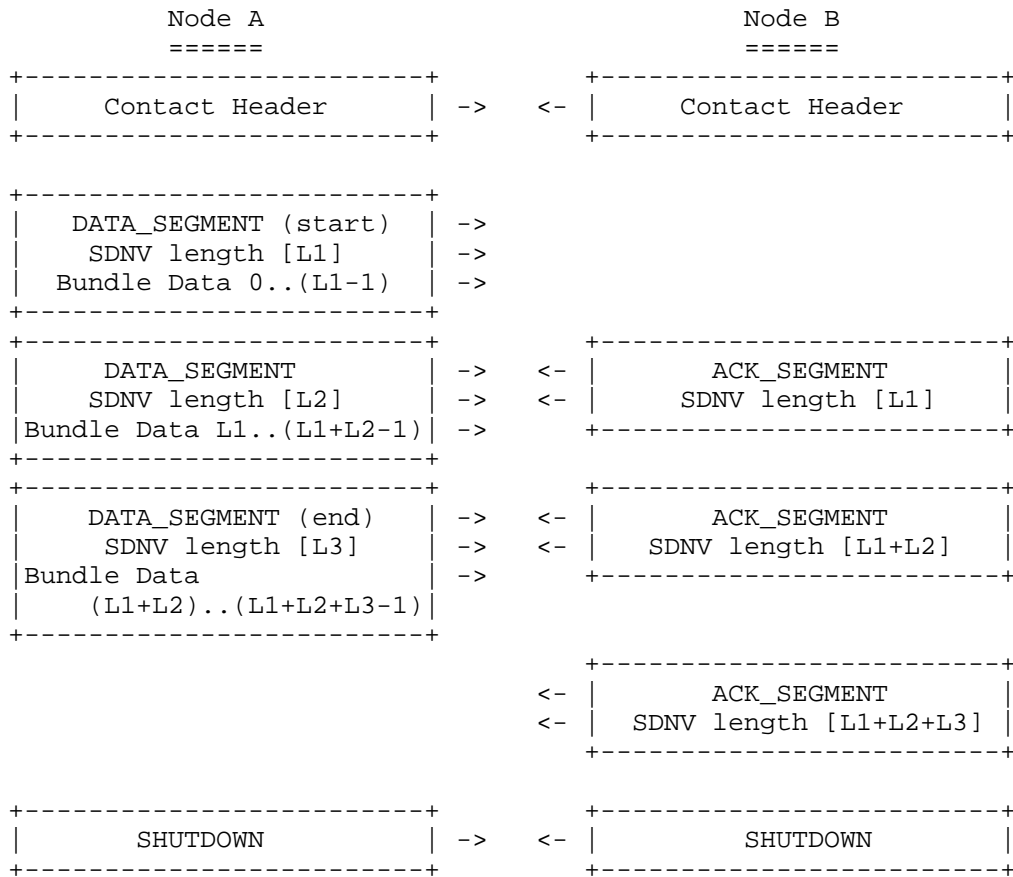 Node A                              Node B
======                              ======
+-------------------------+         +-------------------------+
|     Contact Header      | ->   <- |     Contact Header      |
+-------------------------+         +-------------------------+

+-------------------------+
|   DATA_SEGMENT (start)  | ->
|    SDNV length [L1]     | ->
|  Bundle Data 0..(L1-1)  | ->
+-------------------------+
+-------------------------+         +-------------------------+
|     DATA_SEGMENT        | ->   <- |       ACK_SEGMENT       |
|    SDNV length [L2]     | ->   <- |     SDNV length [L1]    |
|Bundle Data L1..(L1+L2-1)| ->      +-------------------------+
+-------------------------+
+-------------------------+         +-------------------------+
|    DATA_SEGMENT (end)   | ->   <- |       ACK_SEGMENT       |
|     SDNV length [L3]    | ->   <- |   SDNV length [L1+L2]   |
|Bundle Data              | ->      +-------------------------+
|    (L1+L2)..(L1+L2+L3-1)|
+-------------------------+
                                    +-------------------------+
                                 <- |       ACK_SEGMENT       |
                                 <- |  SDNV length [L1+L2+L3] |
                                    +-------------------------+

+-------------------------+         +-------------------------+
|       SHUTDOWN          | ->   <- |         SHUTDOWN        |
+-------------------------+         +-------------------------+